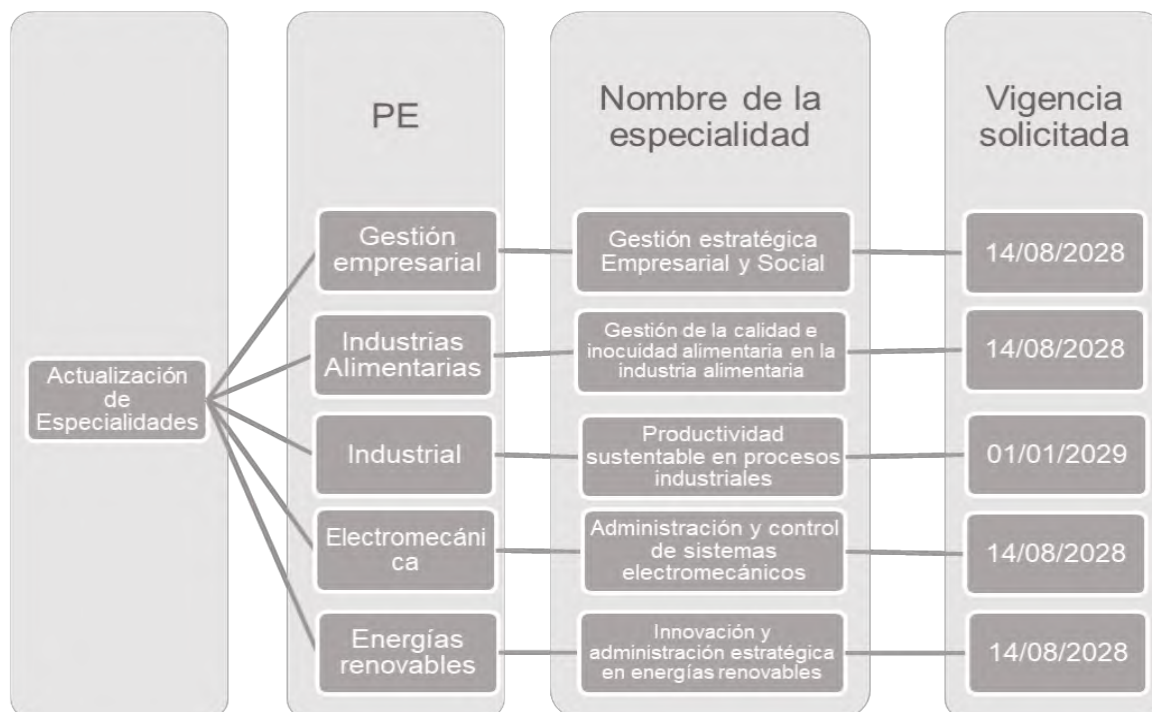 PE
Nombre de la
especialidad
Vigencia
solicitada
Actualización
de
Especialidades
Gestión
empresarial
Gestión estratégica
Empresarial y Social
14/08/2028
Industrias
Alimentarias
Gestión de la calidad e
inocuidad alimentaria en la
industria alimentaria
14/08/2028
Industrial
Productividad
sustentable en procesos
industriales
01/01/2029
Electromecáni
ca
Administración y control
de sistemas
electromecánicos
14/08/2028
Energías
renovables
Innovación y
administración estratégica
en energías renovables
14/08/2028